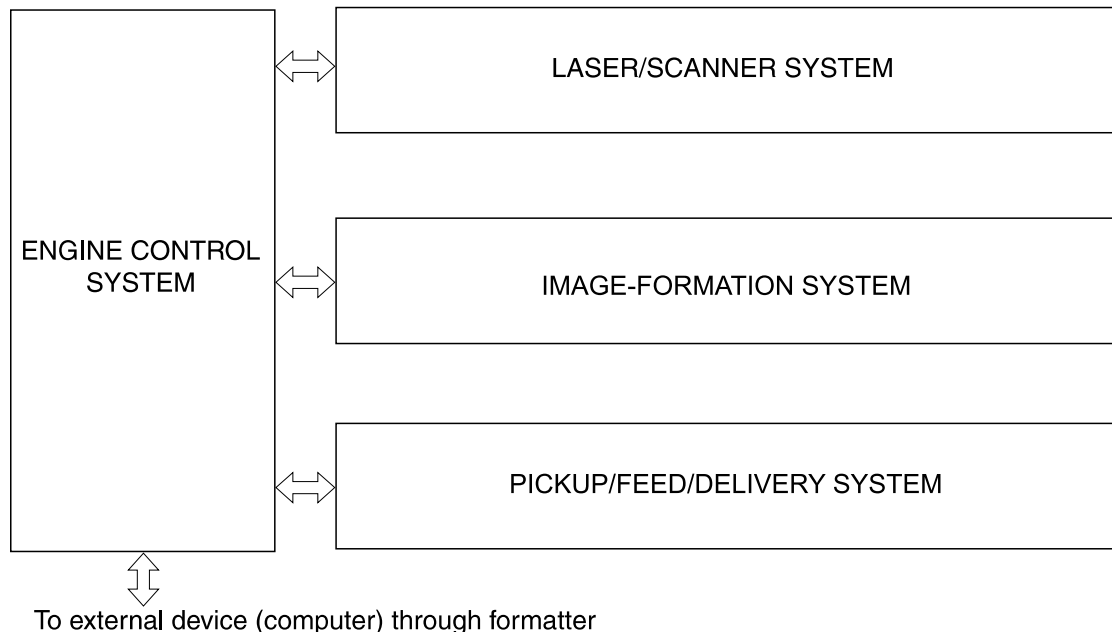 LASER/SCANNER SYSTEM
ENGINE CONTROL
SYSTEM
IMAGE-FORMATION SYSTEM
PICKUP/FEED/DELIVERY SYSTEM
To external device (computer) through formatter